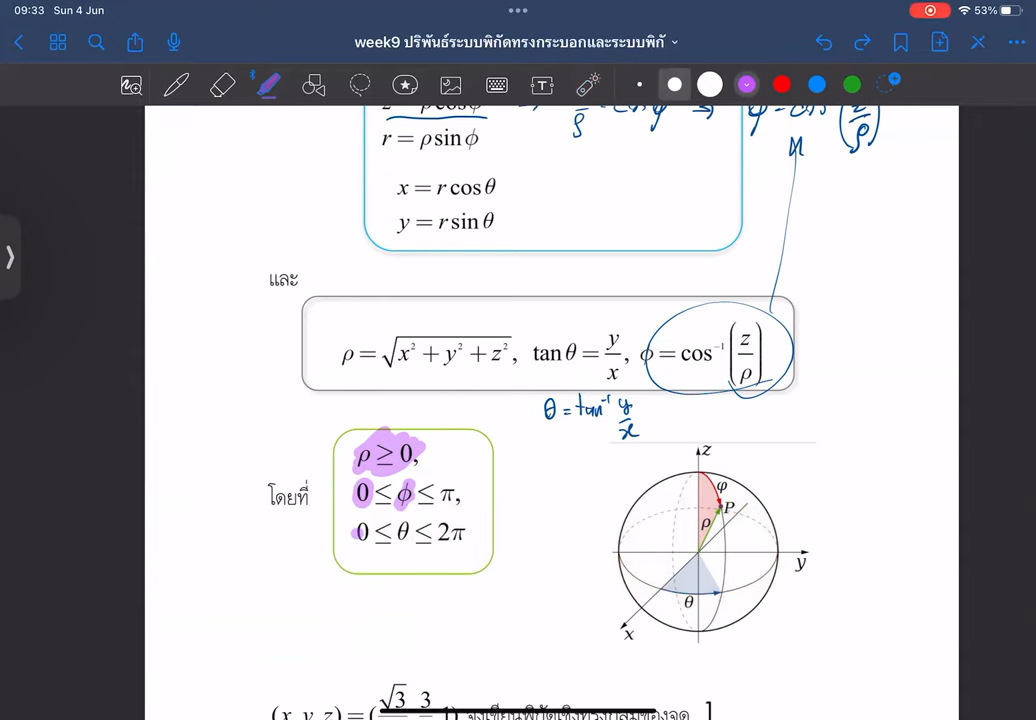 09:33 Sun 4 Jun
53%
week9 ปริพันธ์ระบบพิกัดทรงกระบอกและระบบพิกั
r = ρ sin ϕ
x = r cos θ
y = r sin θ
และ
ρ = √(x² + y² + z²), tan θ = y/x, ϕ = cos⁻¹(z/ρ)
θ = tan⁻¹ y/x
โดยที่
ρ ≥ 0,
0 ≤ ϕ ≤ π,
0 ≤ θ ≤ 2π
z
φ
P
ρ
y
θ
x